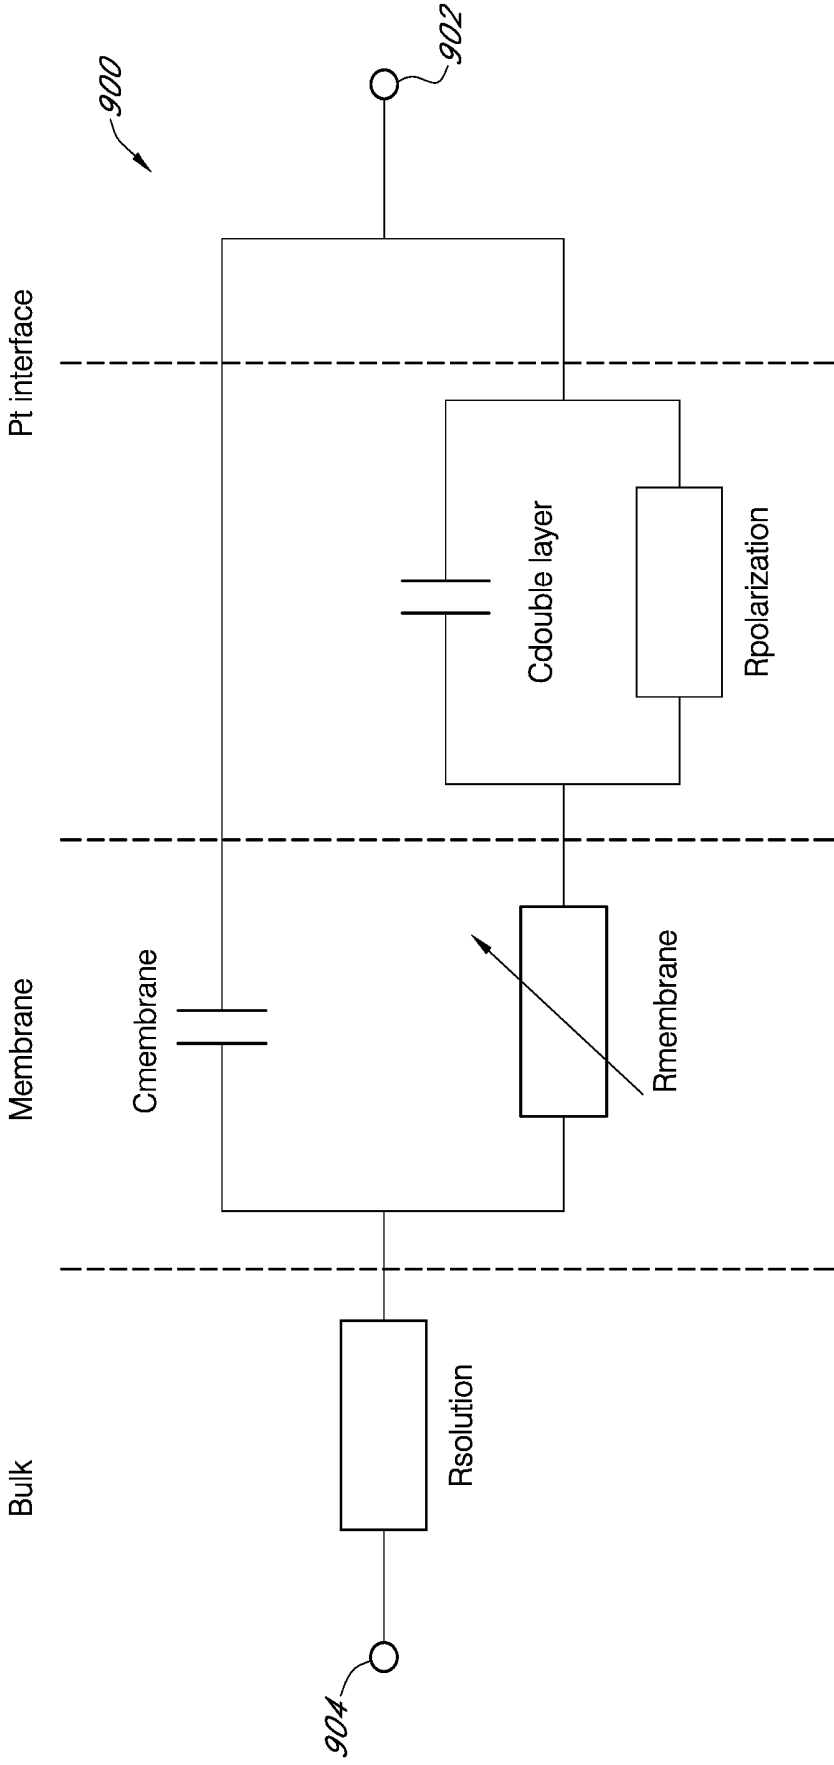 900
902
Bulk
Membrane
Pt interface
Cmembrane
Cdouble layer
904
Rsolution
Rmembrane
Rpolarization